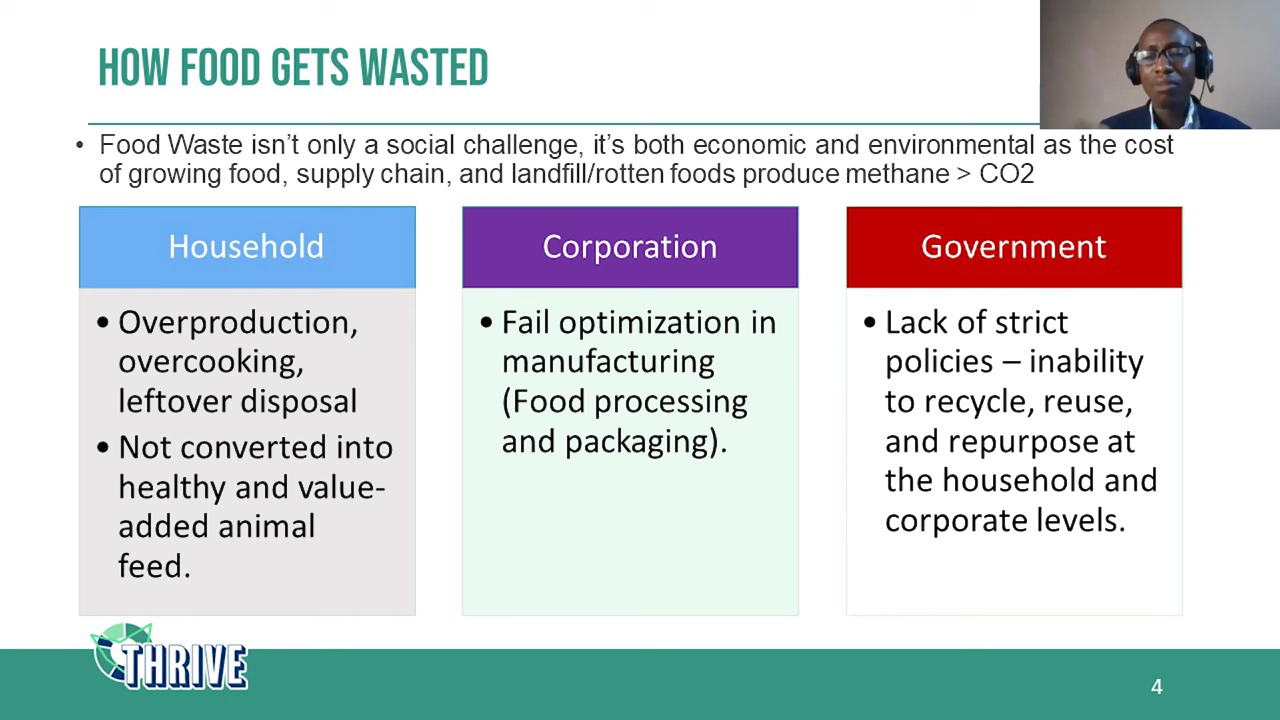 HOW FOOD GETS WASTED
• Food Waste isn’t only a social challenge, it’s both economic and environmental as the cost
of growing food, supply chain, and landfill/rotten foods produce methane > CO2
Household
• Overproduction,
overcooking,
leftover disposal
• Not converted into
healthy and value-
added animal
feed.
Corporation
• Fail optimization in
manufacturing
(Food processing
and packaging).
Government
• Lack of strict
policies – inability
to recycle, reuse,
and repurpose at
the household and
corporate levels.
THRIVE
4